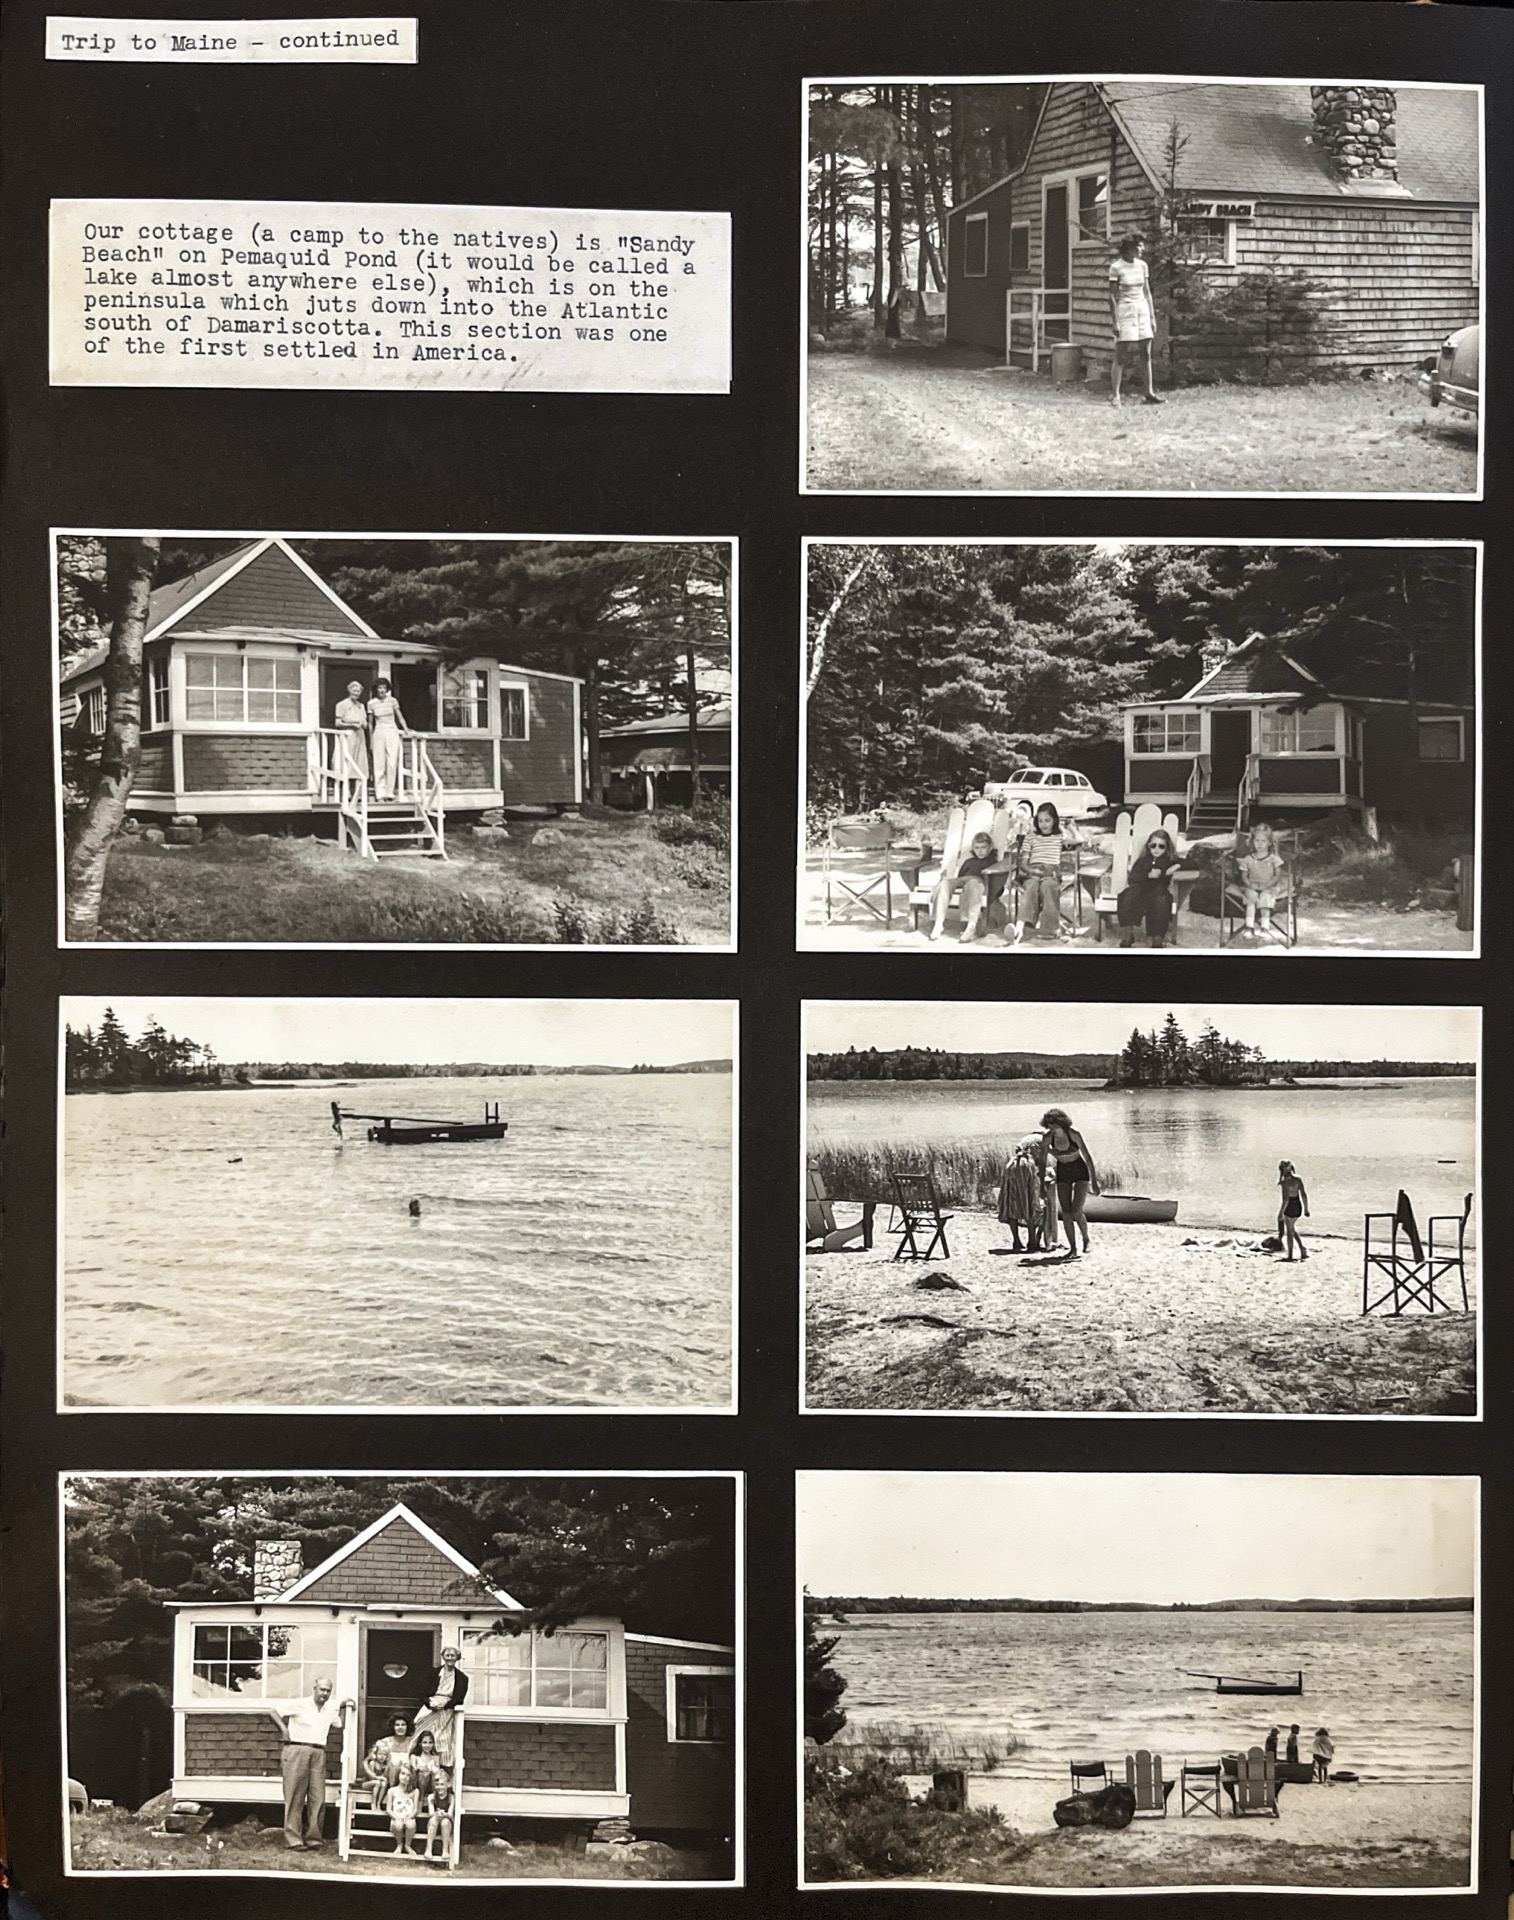 Trip to Maine - continued
Our cottage (a camp to the natives) is "Sandy
Beach" on Pemaquid Pond (it would be called a
lake almost anywhere else), which is on the
peninsula which juts down into the Atlantic
south of Damariscotta. This section was one
of the first settled in America.
BEACH